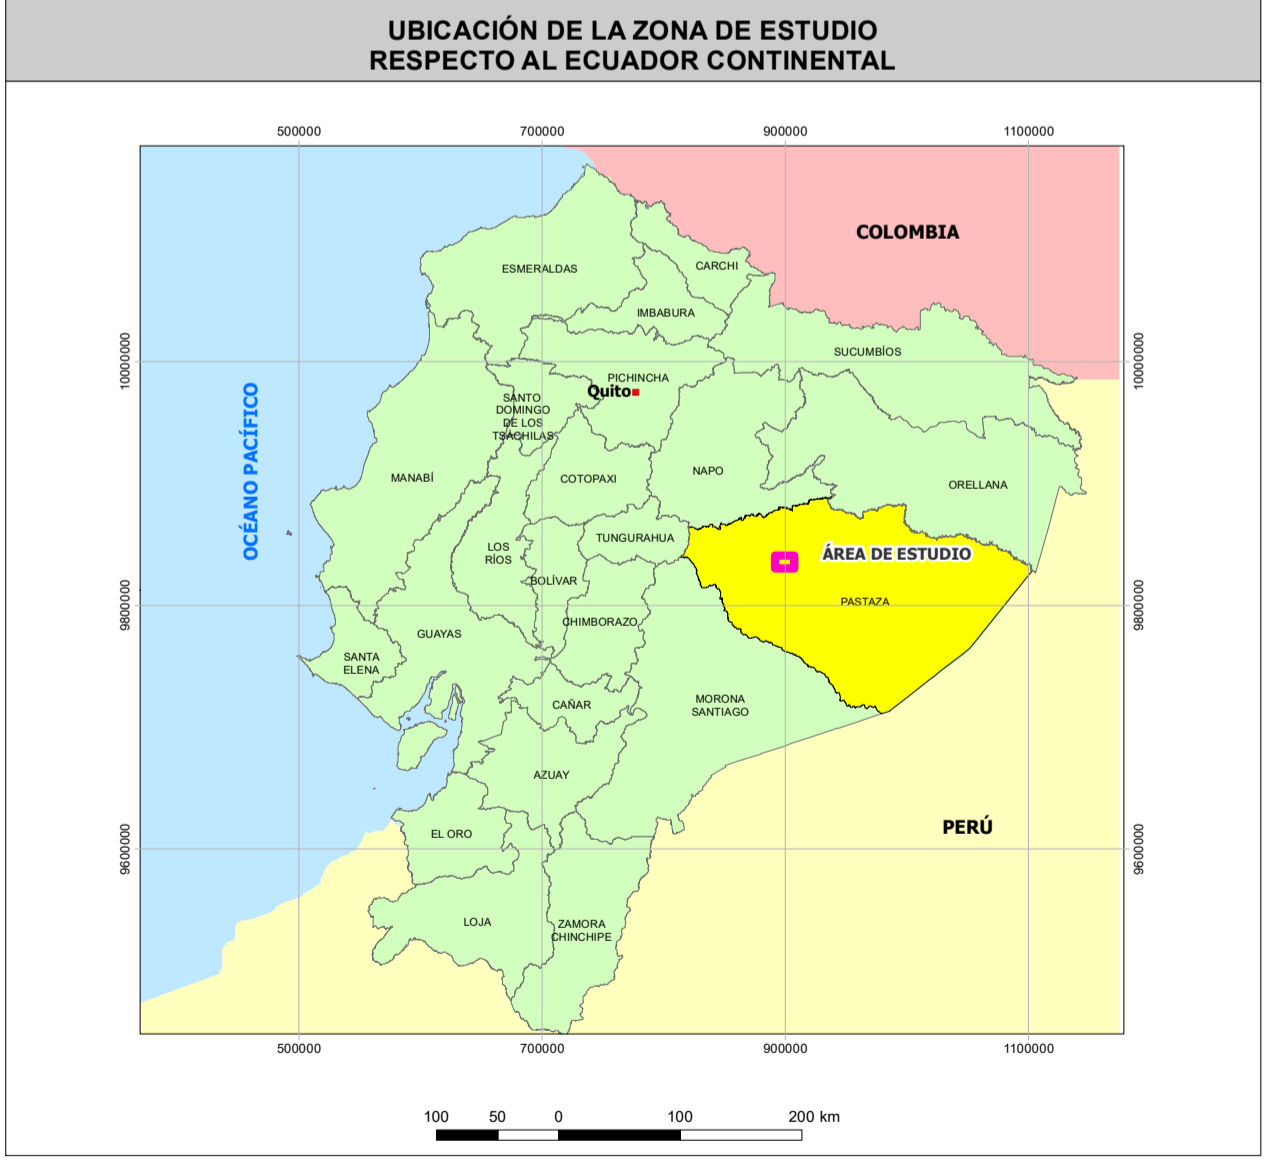 UBICACIÓN DE LA ZONA DE ESTUDIO
RESPECTO AL ECUADOR CONTINENTAL
500000
700000
900000
1100000
COLOMBIA
CARCHI
ESMERALDAS
IMBABURA
SUCUMBÍOS
10000000
10000000
PICHINCHA
Quito
SANTO
DOMINGO
DE LOS
TSÁCHILAS
OCÉANO PACÍFICO
MANABÍ
COTOPAXI
NAPO
ORELLANA
TUNGURAHUA
LOS
RÍOS
ÁREA DE ESTUDIO
BOLÍVAR
PASTAZA
9800000
9800000
CHIMBORAZO
GUAYAS
SANTA
ELENA
MORONA
SANTIAGO
CAÑAR
AZUAY
PERÚ
EL ORO
9600000
9600000
LOJA
ZAMORA
CHINCHIPE
500000
700000
900000
1100000
100
50
0
100
200 km